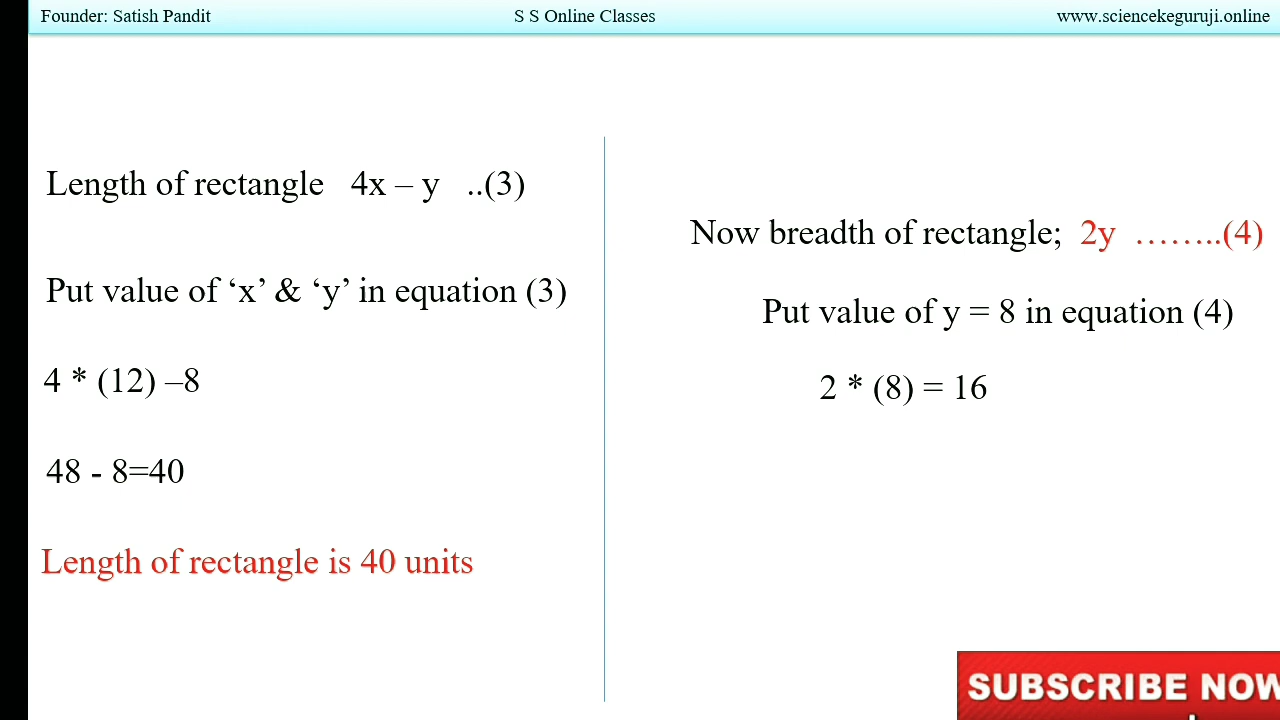 Founder: Satish Pandit
S S Online Classes
www.sciencekeguruji.online
Length of rectangle 4x – y ..(3)
Put value of ‘x’ & ‘y’ in equation (3)
4 * (12) –8
48 - 8=40
Length of rectangle is 40 units
Now breadth of rectangle; 2y ……..(4)
Put value of y = 8 in equation (4)
2 * (8) = 16
SUBSCRIBE NOW